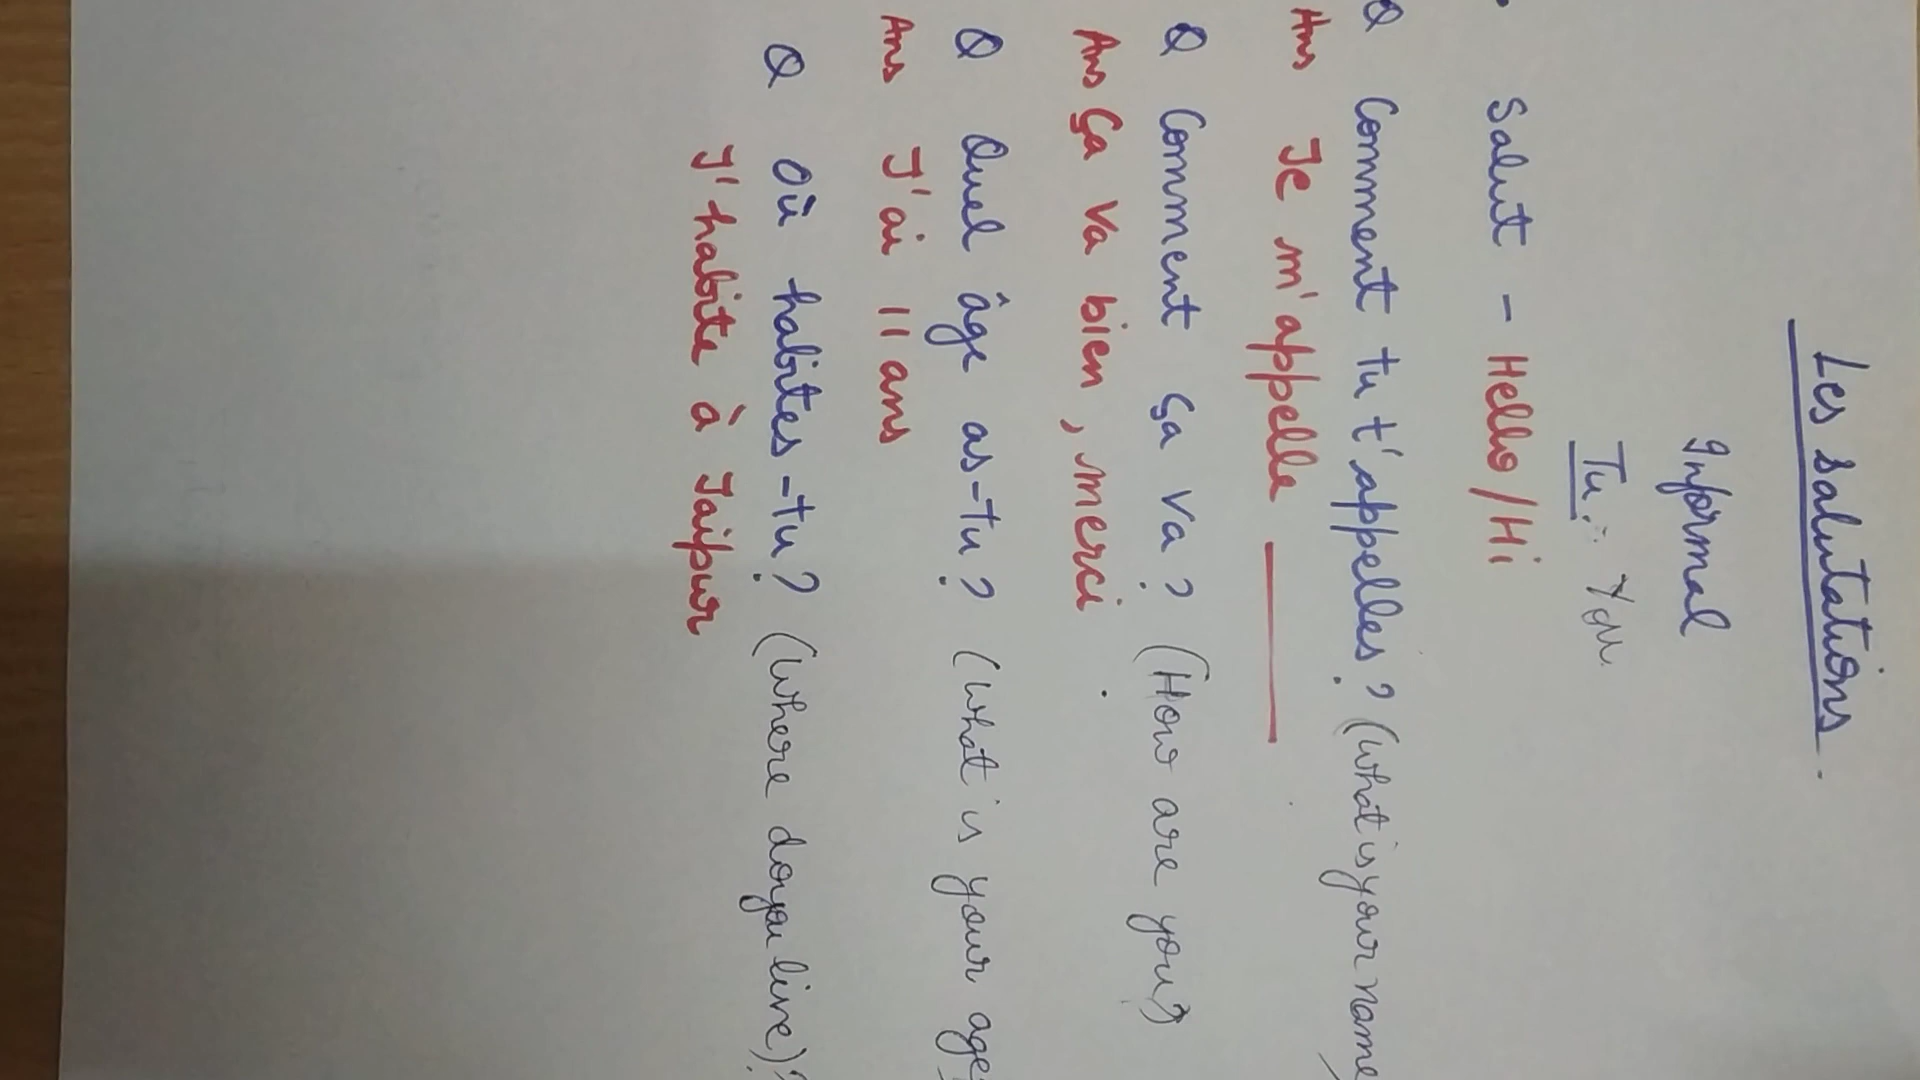 Les salutations
Informal
Tu :- You
• Salut - Hello/Hi
Q Comment tu t'appelles? (What is your name
Ans Je m'appelle ______
Q Comment ça va? (How are you?)
Ans Ça va bien, merci.
Q Quel âge as-tu? (What is your age
Ans J'ai 11 ans
Q Où habites-tu? (Where do you live)?
J'habite à Jaipur